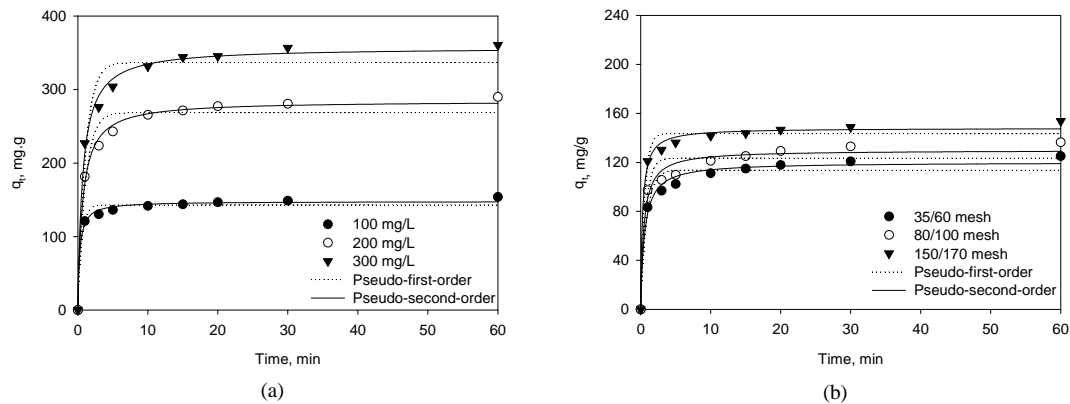 400
300
200
100
0
qt, mg.g
100 mg/L
200 mg/L
300 mg/L
Pseudo-first-order
Pseudo-second-order
0 10 20 30 40 50 60
Time, min
(a)
240
200
160
120
80
40
0
qt, mg/g
35/60 mesh
80/100 mesh
150/170 mesh
Pseudo-first-order
Pseudo-second-order
0 10 20 30 40 50 60
Time, min
(b)